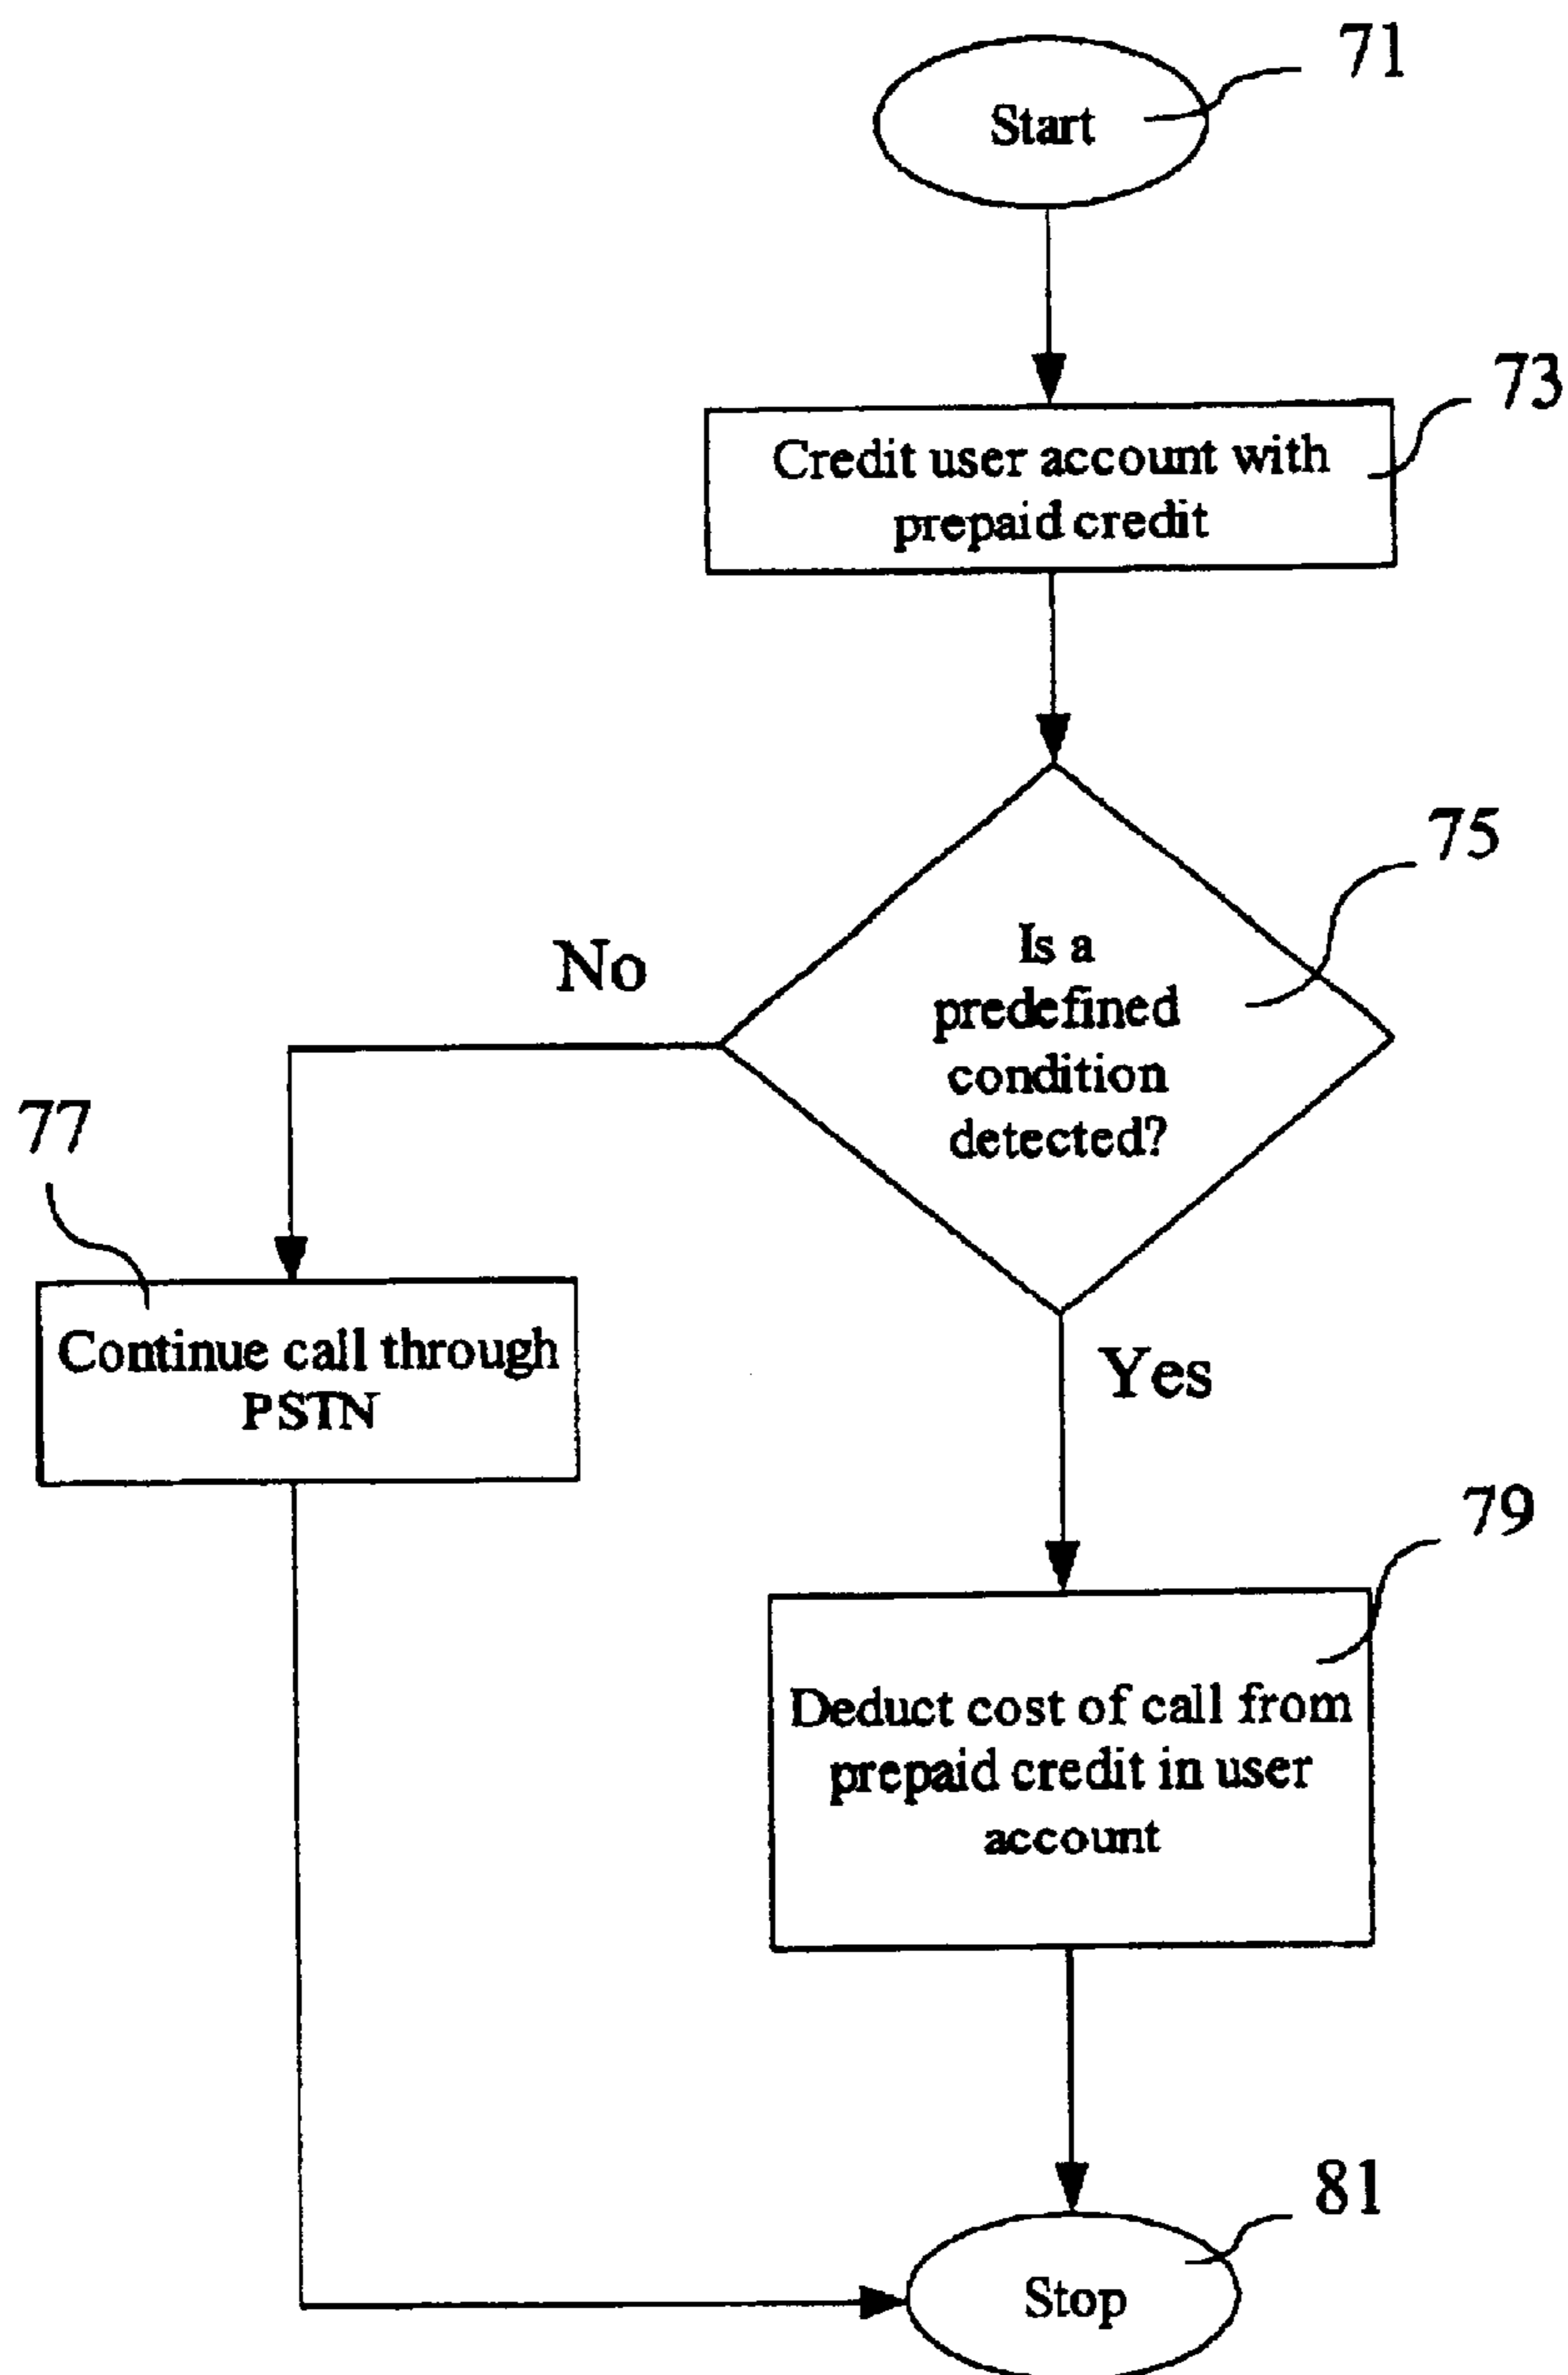 71
Start
73
Credit user account with
prepaid credit
75
Is a
predefined
condition
detected?
No
77
Continue call through
PSTN
Yes
79
Deduct cost of call from
prepaid credit in user
account
81
Stop